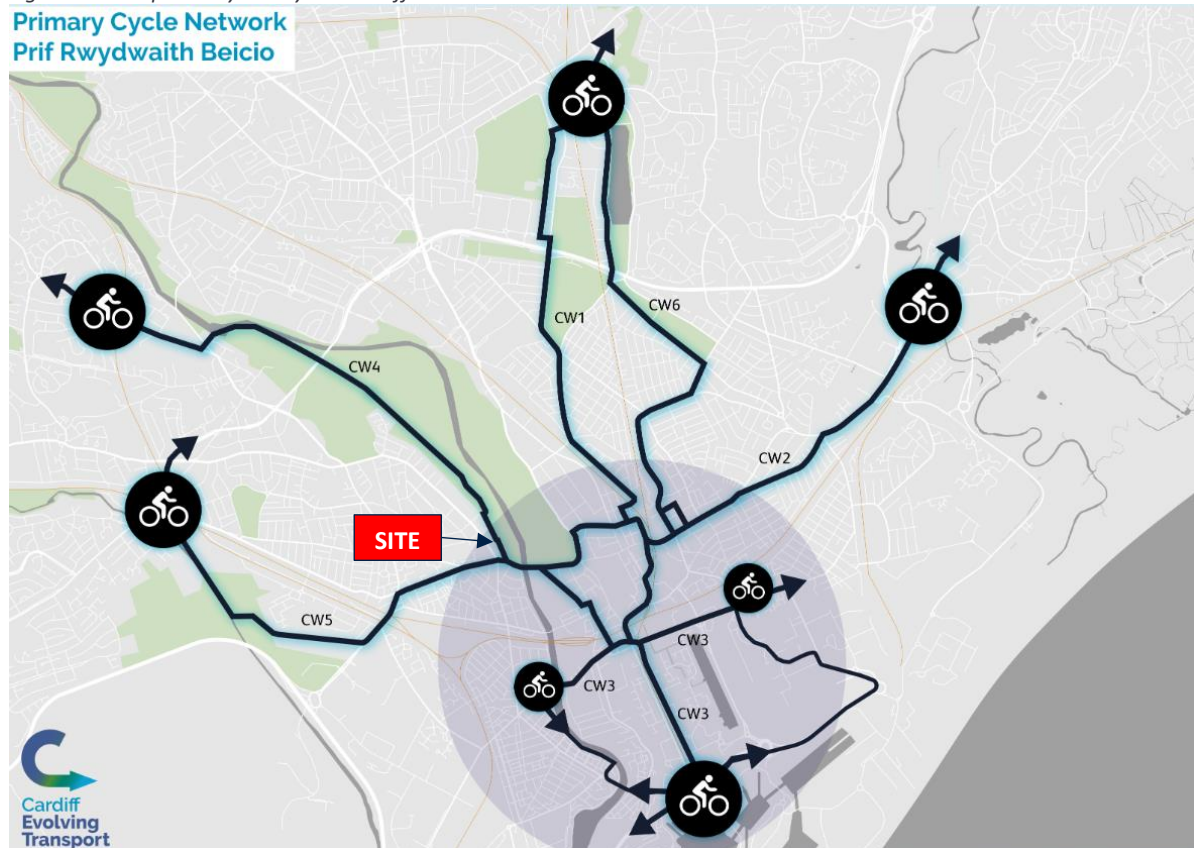 Primary Cycle Network
Prif Rwydwaith Beicio
CW1
CW6
CW4
CW2
SITE
CW5
CW3
CW3
CW3
Cardiff
Evolving
Transport